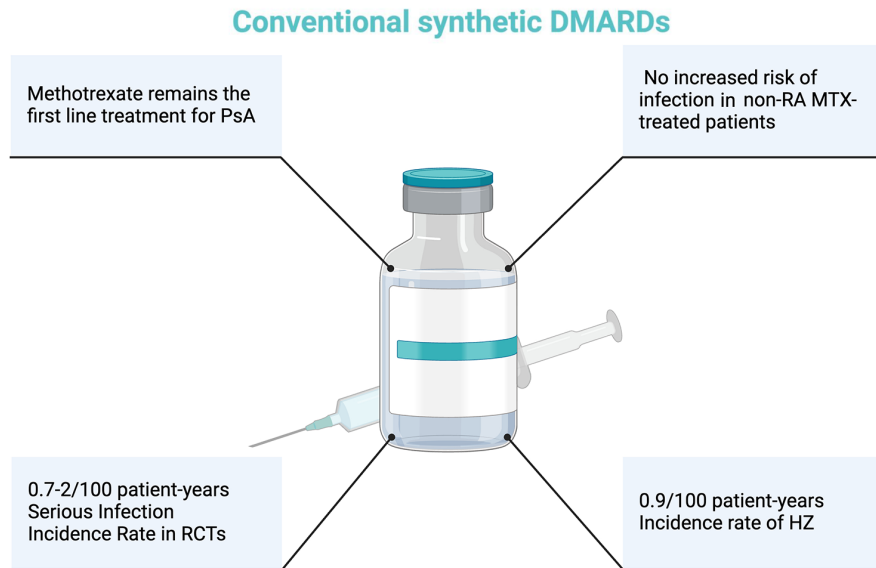 Conventional synthetic DMARDs
Methotrexate remains the
first line treatment for PsA
No increased risk of
infection in non-RA MTX-
treated patients
0.7-2/100 patient-years
Serious Infection
Incidence Rate in RCTs
0.9/100 patient-years
Incidence rate of HZ